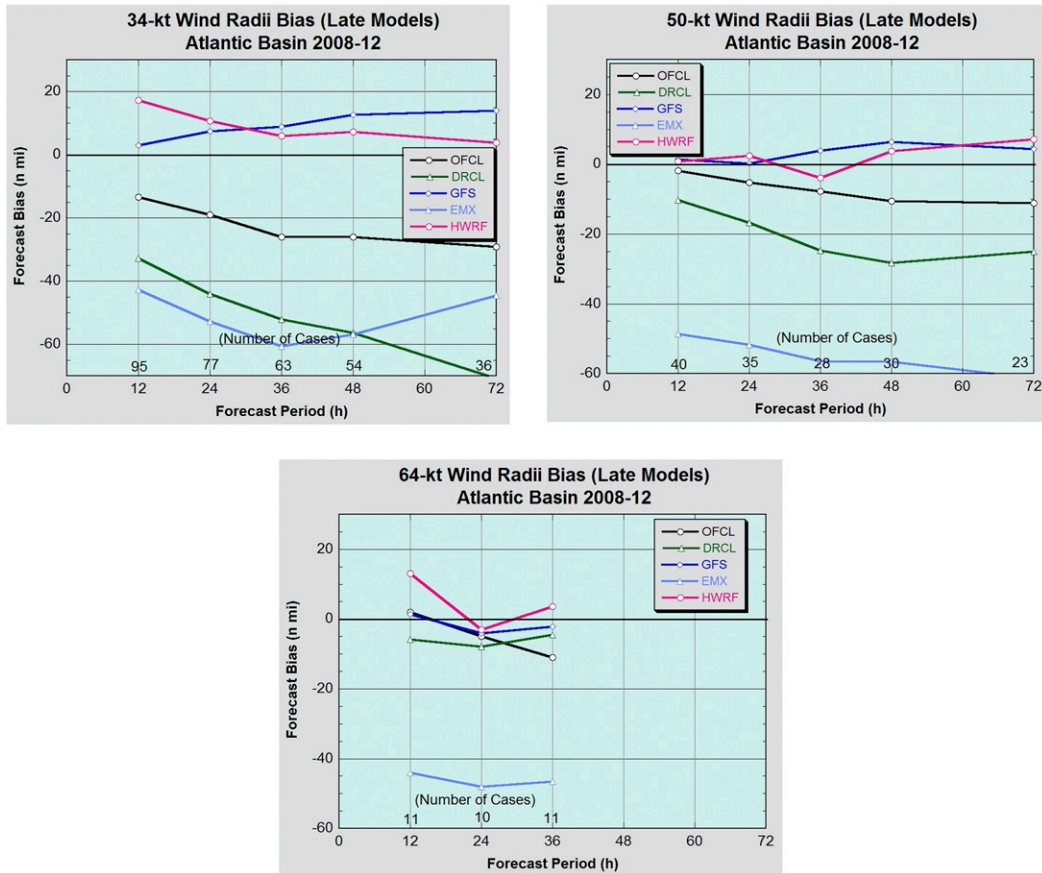 34-kt Wind Radii Bias (Late Models)
Atlantic Basin 2008-12
Forecast Bias (n mi)
20
0
-20
-40
-60
OFCL
DRCL
GFS
EMX
HWRF
(Number of Cases)
95 77 63 54 36
0 12 24 36 48 60 72
Forecast Period (h)
50-kt Wind Radii Bias (Late Models)
Atlantic Basin 2008-12
Forecast Bias (n mi)
OFCL
DRCL
GFS
EMX
HWRF
20
0
-20
-40
-60
(Number of Cases)
40 35 28 30 23
0 12 24 36 48 60 72
Forecast Period (h)
64-kt Wind Radii Bias (Late Models)
Atlantic Basin 2008-12
Forecast Bias (n mi)
OFCL
DRCL
GFS
EMX
HWRF
20
0
-20
-40
-60
(Number of Cases)
11 10 11
0 12 24 36 48 60 72
Forecast Period (h)